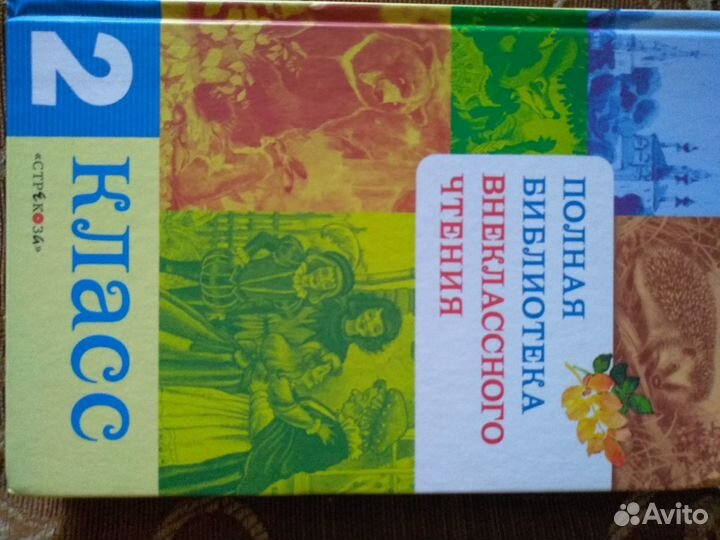 ПОЛНАЯ
БИБЛИОТЕКА
ВНЕКЛАССНОГО
ЧТЕНИЯ
2 класс
«СТРЕКОЗА»
Avito